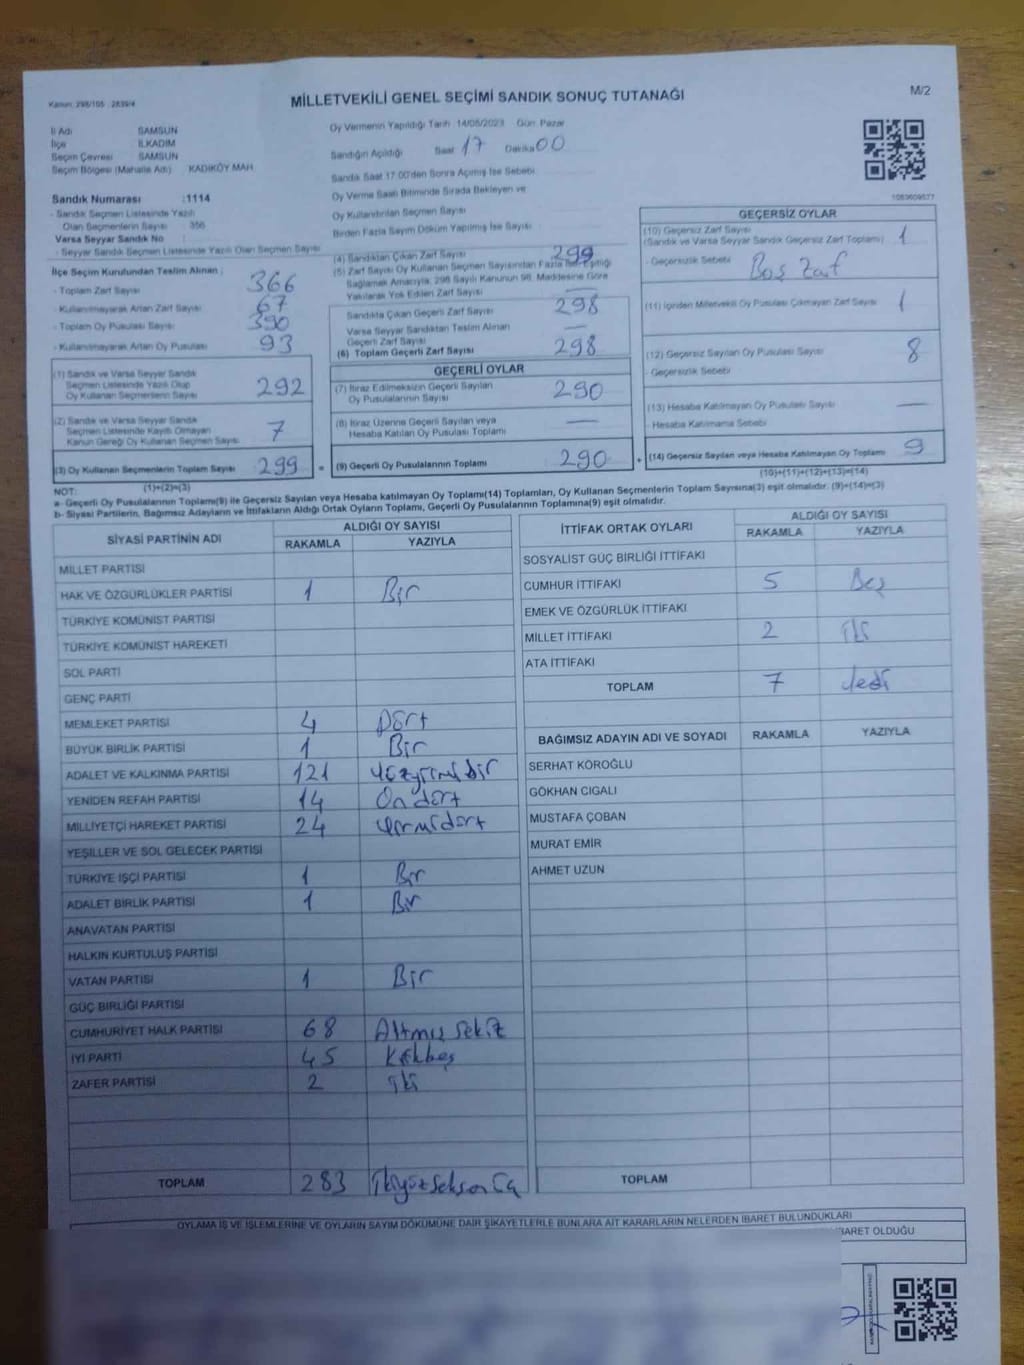 Kanun: 298/105 - 2839/4
MİLLETVEKİLİ GENEL SEÇİMİ SANDIK SONUÇ TUTANAĞI
M/2
İl Adı SAMSUN
İlçe İLKADIM
Seçim Çevresi SAMSUN
Seçim Bölgesi (Mahalle Adı) KADIKÖY MAH
Oy Vermenin Yapıldığı Tarih :14/05/2023 Gün: Pazar
Sandığın Açıldığı Saat 17 Dakika 00
Sandık Saat 17.00'den Sonra Açılmış İse Sebebi
Oy Verme Saati Bitiminde Sırada Bekleyen ve
Oy Kullandırılan Seçmen Sayısı
Birden Fazla Sayım Döküm Yapılmış İse Sayısı
Sandık Numarası :1114
- Sandık Seçmen Listesinde Yazılı
Olan Seçmenlerin Sayısı : 356
Varsa Seyyar Sandık No :
- Seyyar Sandık Seçmen Listesinde Yazılı Olan Seçmen Sayısı
İlçe Seçim Kurulundan Teslim Alınan ;
- Toplam Zarf Sayısı 366
- Kullanılmayarak Artan Zarf Sayısı 67
- Toplam Oy Pusulası Sayısı 390
- Kullanılmayarak Artan Oy Pusulası 93
(1) Sandık ve Varsa Seyyar Sandık
Seçmen Listesinde Yazılı Olup
Oy Kullanan Seçmenlerin Sayısı 292
(2) Sandık ve Varsa Seyyar Sandık
Seçmen Listesinde Kayıtlı Olmayan
Kanun Gereği Oy Kullanan Seçmen Sayısı 7
(3) Oy Kullanan Seçmenlerin Toplam Sayısı 299
(1)+(2)=(3)
(4) Sandıktan Çıkan Zarf Sayısı 299
(5) Zarf Sayısı Oy Kullanan Seçmen Sayısından Fazla İse, Eşitliği
Sağlamak Amacıyla, 298 Sayılı Kanunun 98. Maddesine Göre
Yakılarak Yok Edilen Zarf Sayısı —
Sandıkta Çıkan Geçerli Zarf Sayısı 298
Varsa Seyyar Sandıktan Teslim Alınan
Geçerli Zarf Sayısı —
(6) Toplam Geçerli Zarf Sayısı 298
GEÇERLİ OYLAR
(7) İtiraz Edilmeksizin Geçerli Sayılan
Oy Pusulalarının Sayısı 290
(8) İtiraz Üzerine Geçerli Sayılan veya
Hesaba Katılan Oy Pusulası Toplamı —
= (9) Geçerli Oy Pusulalarının Toplamı 290 +
GEÇERSİZ OYLAR
(10) Geçersiz Zarf Sayısı
(Sandık ve Varsa Seyyar Sandık Geçersiz Zarf Toplamı) 1
- Geçersizlik Sebebi Boş Zarf
(11) İçinden Milletvekili Oy Pusulası Çıkmayan Zarf Sayısı 1
(12) Geçersiz Sayılan Oy Pusulası Sayısı 8
- Geçersizlik Sebebi
(13) Hesaba Katılmayan Oy Pusulası Sayısı —
- Hesaba Katılmama Sebebi
(14) Geçersiz Sayılan veya Hesaba Katılmayan Oy Toplamı 9
(10)+(11)+(12)+(13)=(14)
NOT:
a- Geçerli Oy Pusulalarının Toplamı(9) ile Geçersiz Sayılan veya Hesaba katılmayan Oy Toplamı(14) Toplamları, Oy Kullanan Seçmenlerin Toplam Sayısına(3) eşit olmalıdır. (9)+(14)=(3)
b- Siyasi Partilerin, Bağımsız Adayların ve İttifakların Aldığı Ortak Oyların Toplamı, Geçerli Oy Pusulalarının Toplamına(9) eşit olmalıdır.
SİYASİ PARTİNİN ADI ALDIĞI OY SAYISI
RAKAMLA YAZIYLA
MİLLET PARTİSİ
HAK VE ÖZGÜRLÜKLER PARTİSİ 1 Bir
TÜRKİYE KOMÜNİST PARTİSİ
TÜRKİYE KOMÜNİST HAREKETİ
SOL PARTİ
GENÇ PARTİ
MEMLEKET PARTİSİ 4 Dört
BÜYÜK BİRLİK PARTİSİ 1 Bir
ADALET VE KALKINMA PARTİSİ 121 Yüzyirmi bir
YENİDEN REFAH PARTİSİ 14 On dört
MİLLİYETÇİ HAREKET PARTİSİ 24 Yirmidört
YEŞİLLER VE SOL GELECEK PARTİSİ
TÜRKİYE İŞÇİ PARTİSİ 1 Bir
ADALET BİRLİK PARTİSİ 1 Bir
ANAVATAN PARTİSİ
HALKIN KURTULUŞ PARTİSİ
VATAN PARTİSİ 1 Bir
GÜÇ BİRLİĞİ PARTİSİ
CUMHURİYET HALK PARTİSİ 68 Altmış sekiz
İYİ PARTİ 45 Kırkbeş
ZAFER PARTİSİ 2 iki
TOPLAM 283 ikiyüz seksen üç
İTTİFAK ORTAK OYLARI ALDIĞI OY SAYISI
RAKAMLA YAZIYLA
SOSYALİST GÜÇ BİRLİĞİ İTTİFAKI
CUMHUR İTTİFAKI 5 Beş
EMEK VE ÖZGÜRLÜK İTTİFAKI
MİLLET İTTİFAKI 2 iki
ATA İTTİFAKI
TOPLAM 7 Yedi
BAĞIMSIZ ADAYIN ADI VE SOYADI RAKAMLA YAZIYLA
SERHAT KÖROĞLU
GÖKHAN CIGALI
MUSTAFA ÇOBAN
MURAT EMİR
AHMET UZUN
TOPLAM
OYLAMA İŞ VE İŞLEMLERİNE VE OYLARIN SAYIM DÖKÜMÜNE DAİR ŞİKAYETLERLE BUNLARA AİT KARARLARIN NELERDEN İBARET BULUNDUKLARI
İBARET OLDUĞU